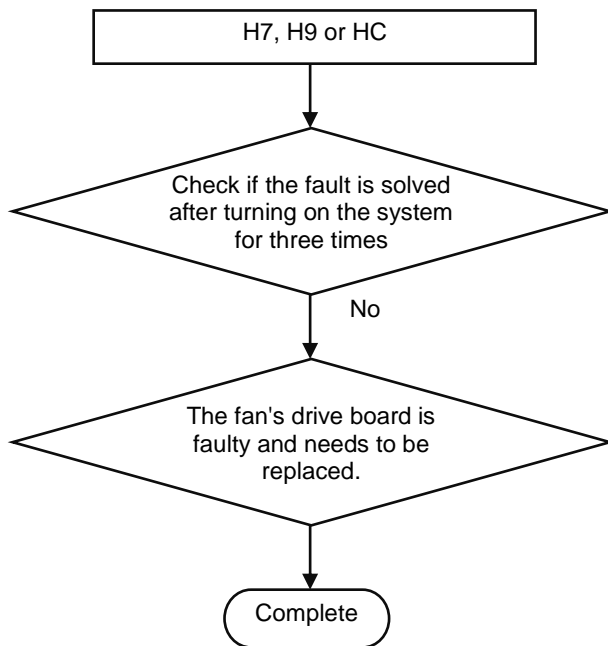 H7, H9 or HC
Check if the fault is solved
after turning on the system
for three times
No
The fan's drive board is
faulty and needs to be
replaced.
Complete